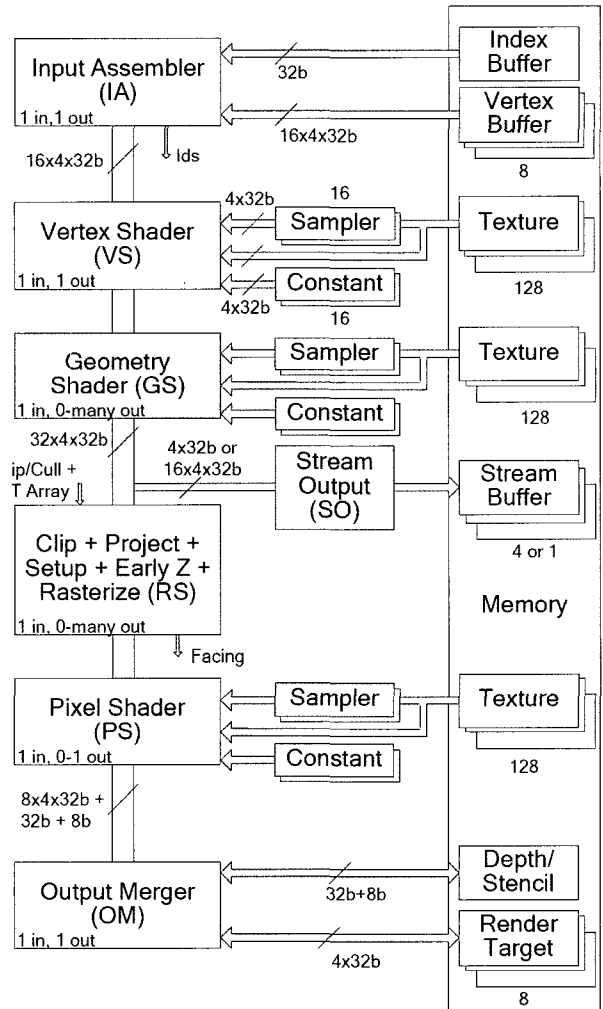 Input Assembler
(IA)
1 in,1 out
32b
Index
Buffer
16x4x32b
Vertex
Buffer
8
16x4x32b
Ids
Vertex Shader
(VS)
1 in, 1 out
4x32b
16
Sampler
Texture
128
4x32b
Constant
16
Geometry
Shader (GS)
1 in, 0-many out
Sampler
Texture
128
Constant
32x4x32b
4x32b or
16x4x32b
Stream
Output
(SO)
Stream
Buffer
4 or 1
ip/Cull +
T Array
Clip + Project +
Setup + Early Z +
Rasterize (RS)
1 in, 0-many out
Facing
Memory
Pixel Shader
(PS)
1 in, 0-1 out
Sampler
Texture
128
Constant
8x4x32b +
32b + 8b
Output Merger
(OM)
1 in, 1 out
32b+8b
Depth/
Stencil
4x32b
Render
Target
8